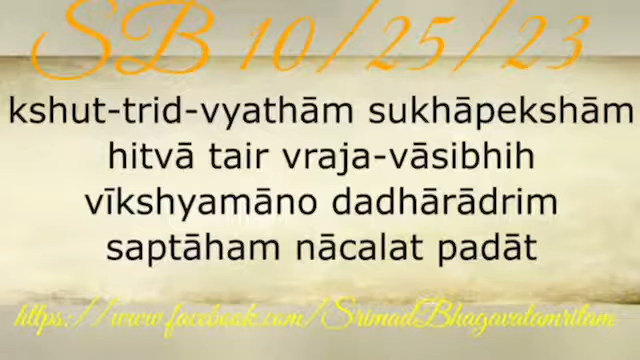 SB 10/25/23
kshut-trid-vyathām sukhāpekshām
hitvā tair vraja-vāsibhih
vīkshyamāno dadhārādrim
saptāham nācalat padāt
https://www.facebook.com/SrimadBhagavatamritam